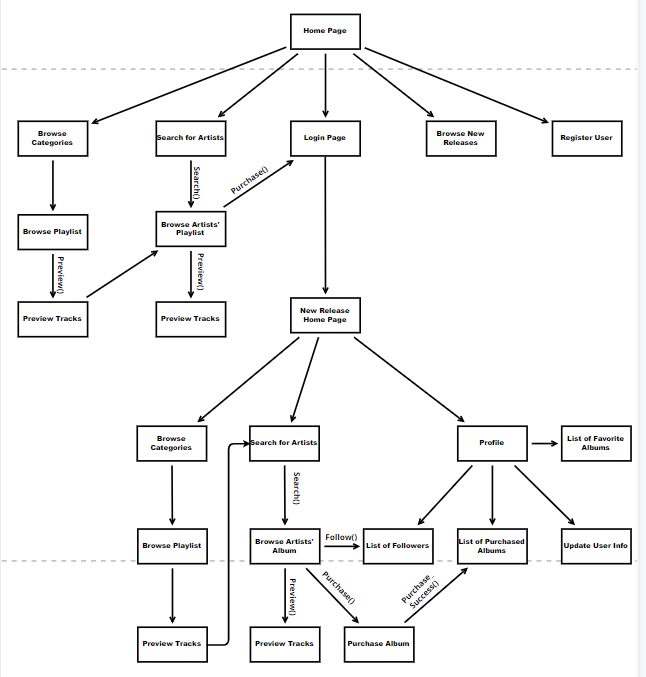 Home Page
Browse
Categories
Search for Artists
Login Page
Browse New
Releases
Register User
Search()
Purchase()
Browse Playlist
Browse Artists'
Playlist
Preview()
Preview()
Preview Tracks
Preview Tracks
New Release
Home Page
Browse
Categories
Search for Artists
Profile
List of Favorite
Albums
Search()
Browse Playlist
Browse Artists'
Album
Follow()
List of Followers
List of Purchased
Albums
Update User Info
Preview()
Purchase()
Purchase
Success()
Preview Tracks
Preview Tracks
Purchase Album